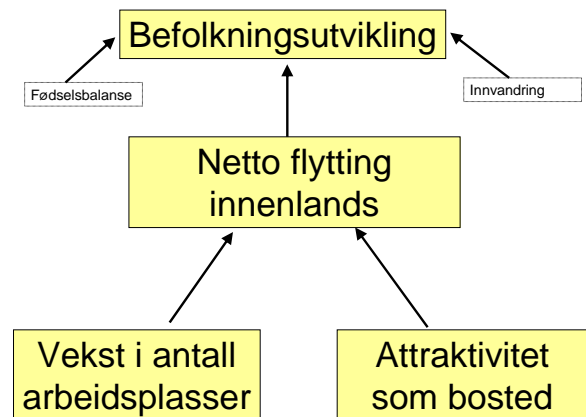 Befolkningsutvikling
Fødselsbalanse
Innvandring
Netto flytting
innenlands
Vekst i antall
arbeidsplasser
Attraktivitet
som bosted